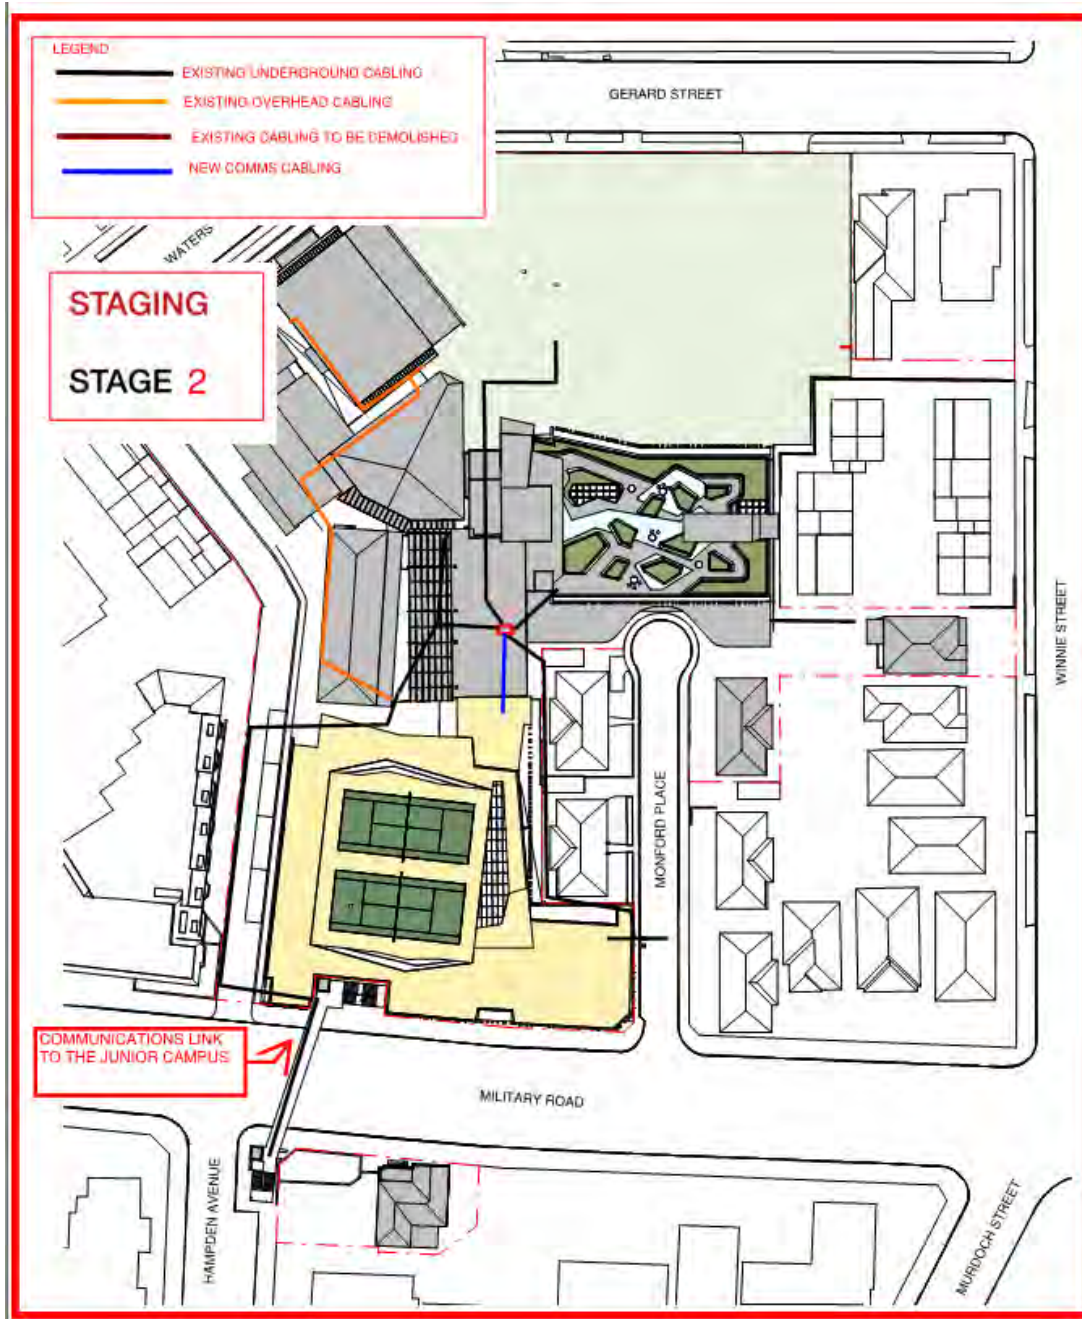 LEGEND
EXISTING UNDERGROUND CABLING
EXISTING OVERHEAD CABLING
EXISTING CABLING TO BE DEMOLISHED
NEW COMMS CABLING
GERARD STREET
WATERS
STAGING
STAGE 2
WINNIE STREET
MONFORD PLACE
COMMUNICATIONS LINK
TO THE JUNIOR CAMPUS
MILITARY ROAD
HAMPDEN AVENUE
MURDOCH STREET